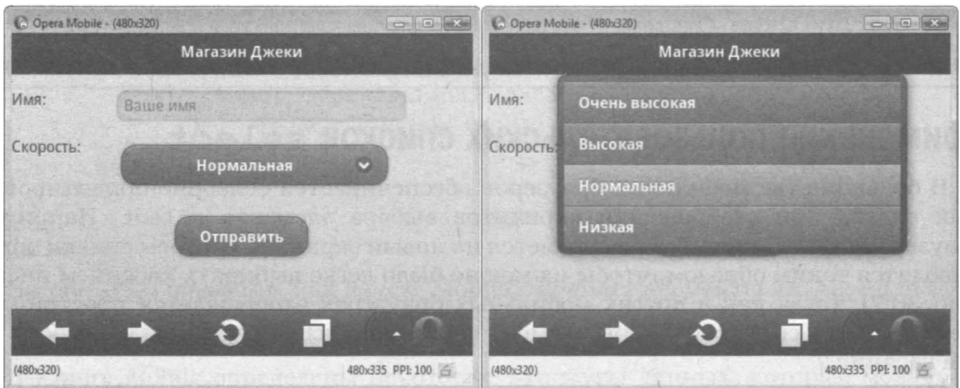 Opera Mobile - (480x320)
Магазин Джеки
Имя:
Ваше имя
Скорость:
Нормальная
Отправить
(480x320)
480x335 PPI: 100
Opera Mobile - (480x320)
Магазин Джеки
Имя:
Скорость:
Очень высокая
Высокая
Нормальная
Низкая
(480x320)
480x335 PPI: 100